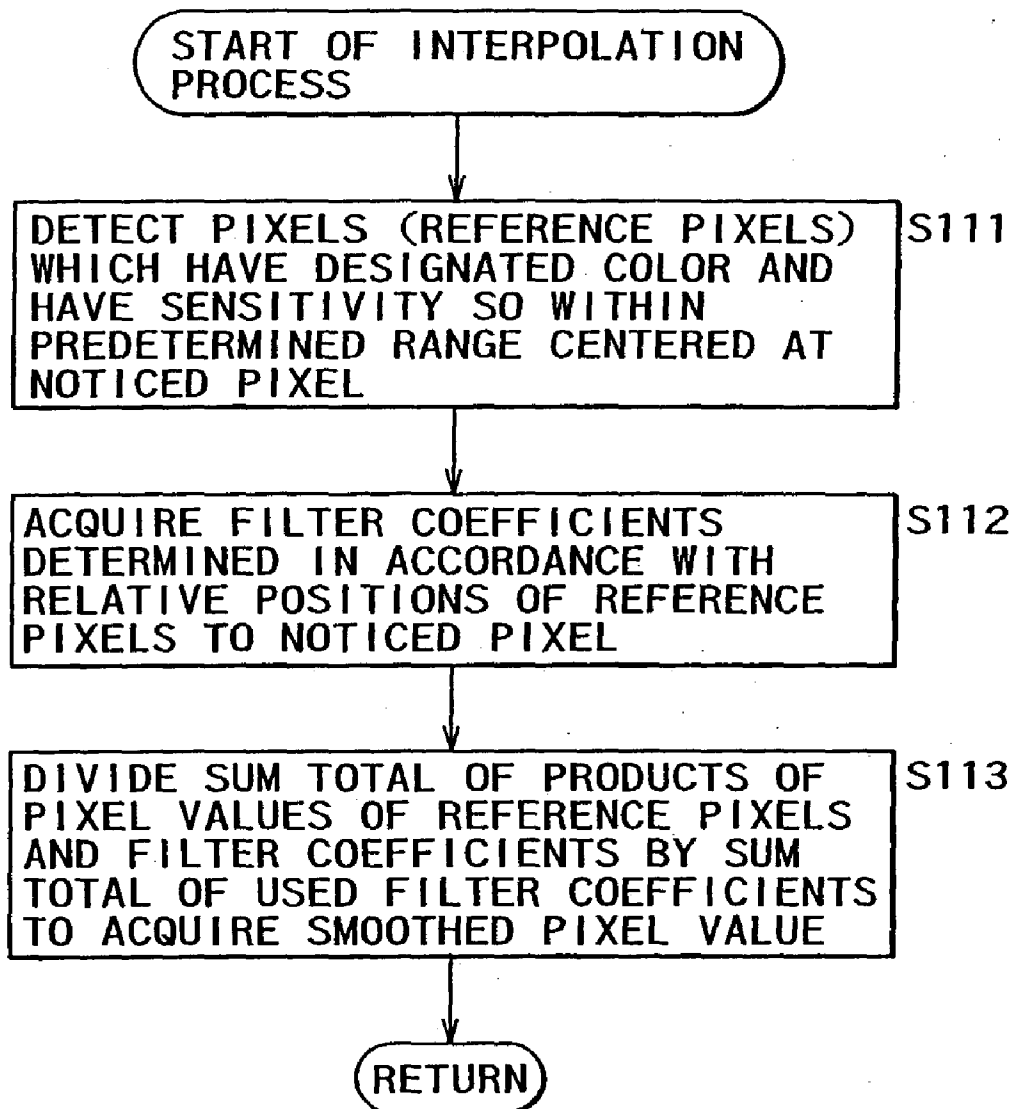 START OF INTERPOLATION
PROCESS
DETECT PIXELS (REFERENCE PIXELS)
WHICH HAVE DESIGNATED COLOR AND
HAVE SENSITIVITY SO WITHIN
PREDETERMINED RANGE CENTERED AT
NOTICED PIXEL
S111
ACQUIRE FILTER COEFFICIENTS
DETERMINED IN ACCORDANCE WITH
RELATIVE POSITIONS OF REFERENCE
PIXELS TO NOTICED PIXEL
S112
DIVIDE SUM TOTAL OF PRODUCTS OF
PIXEL VALUES OF REFERENCE PIXELS
AND FILTER COEFFICIENTS BY SUM
TOTAL OF USED FILTER COEFFICIENTS
TO ACQUIRE SMOOTHED PIXEL VALUE
S113
RETURN